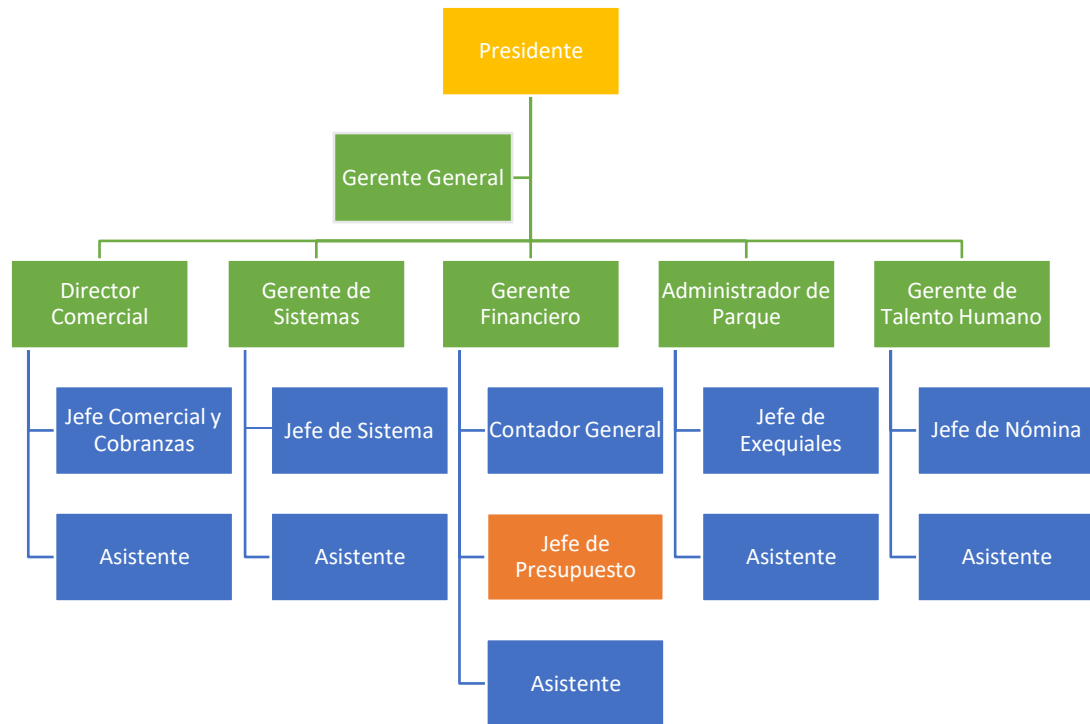 Presidente
Gerente General
Director
Comercial
Gerente de
Sistemas
Gerente
Financiero
Administrador de
Parque
Gerente de
Talento Humano
Jefe Comercial y
Cobranzas
Jefe de Sistema
Contador General
Jefe de
Exequiales
Jefe de Nómina
Asistente
Asistente
Jefe de
Presupuesto
Asistente
Asistente
Asistente